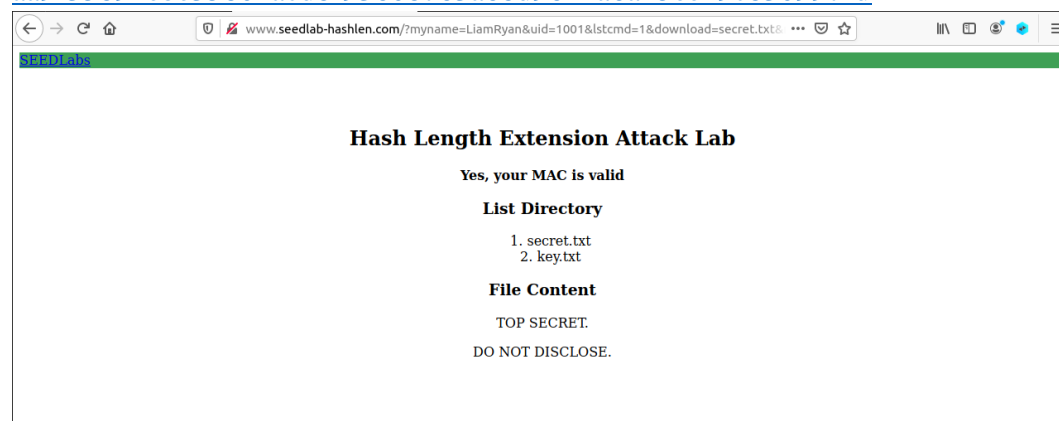 www.seedlab-hashlen.com/?myname=LiamRyan&uid=1001&lstcmd=1&download=secret.txt&
SEEDLabs
Hash Length Extension Attack Lab
Yes, your MAC is valid
List Directory
1. secret.txt
2. key.txt
File Content
TOP SECRET.
DO NOT DISCLOSE.